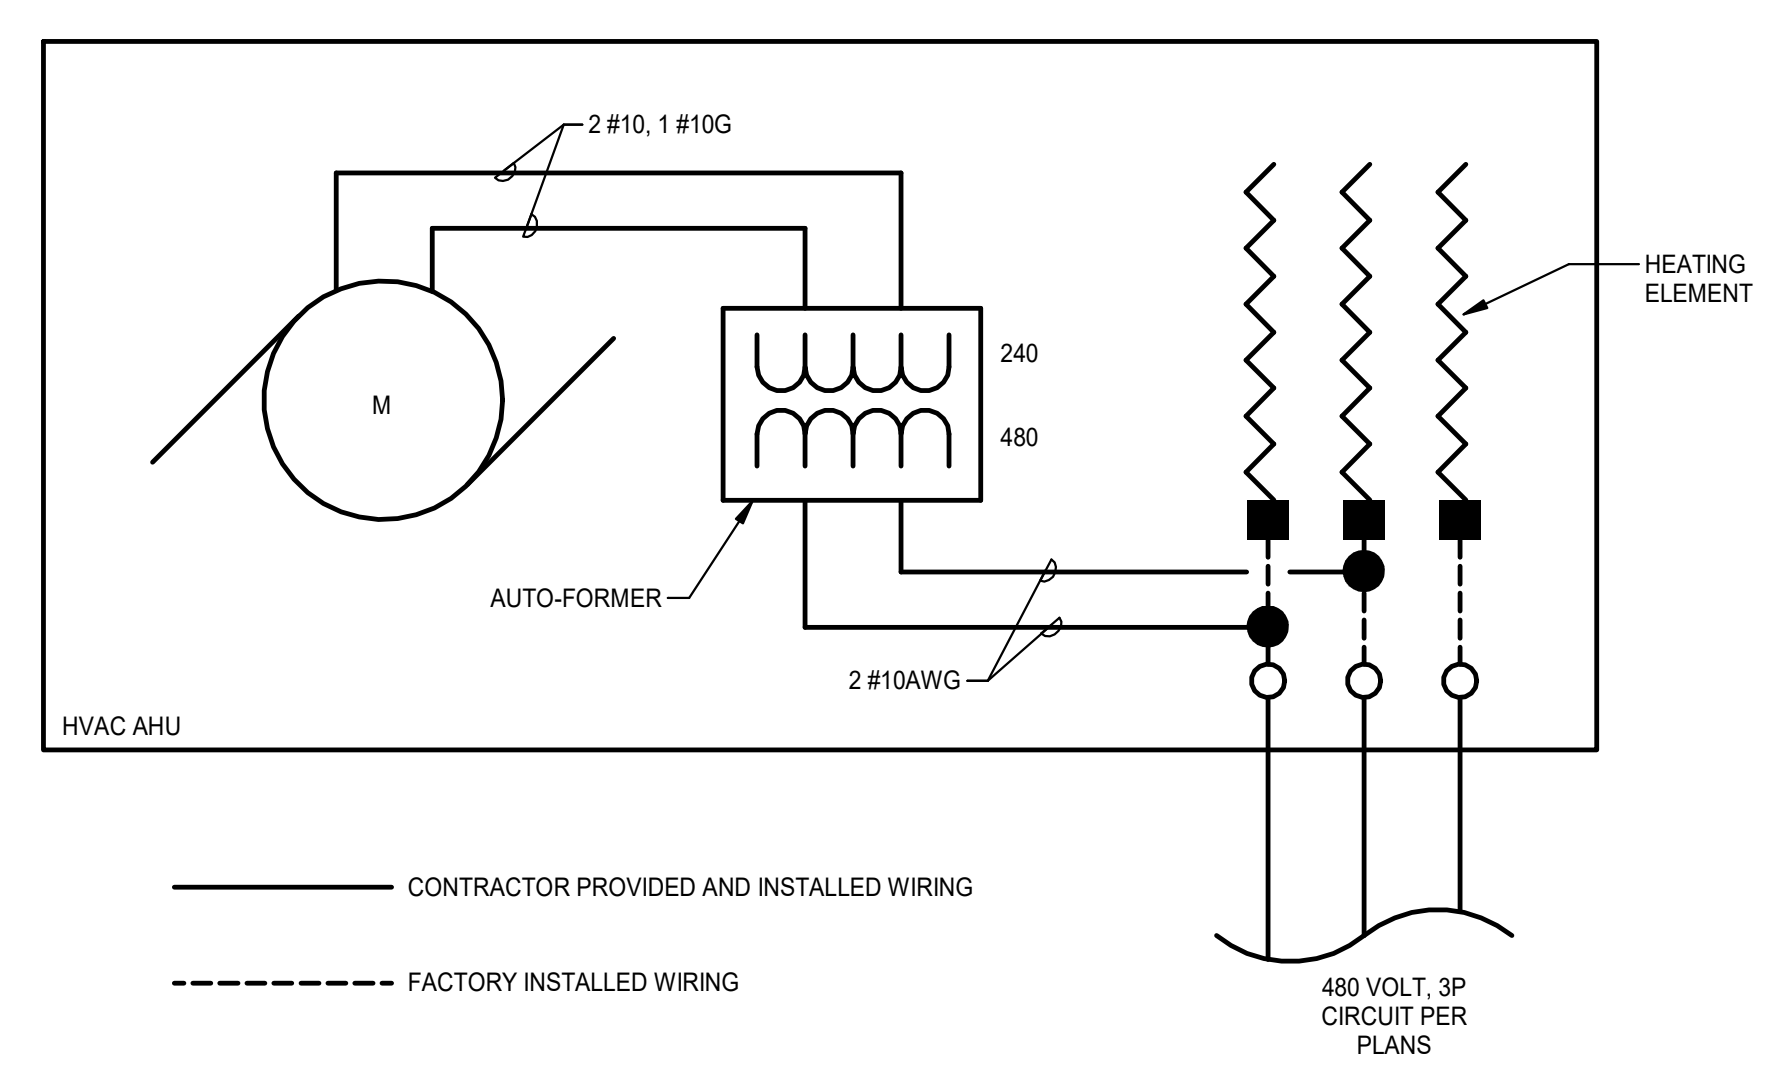 2 #10, 1 #10G
HEATING
ELEMENT
240
M
480
AUTO-FORMER
2 #10AWG
HVAC AHU
CONTRACTOR PROVIDED AND INSTALLED WIRING
FACTORY INSTALLED WIRING
480 VOLT, 3P
CIRCUIT PER
PLANS